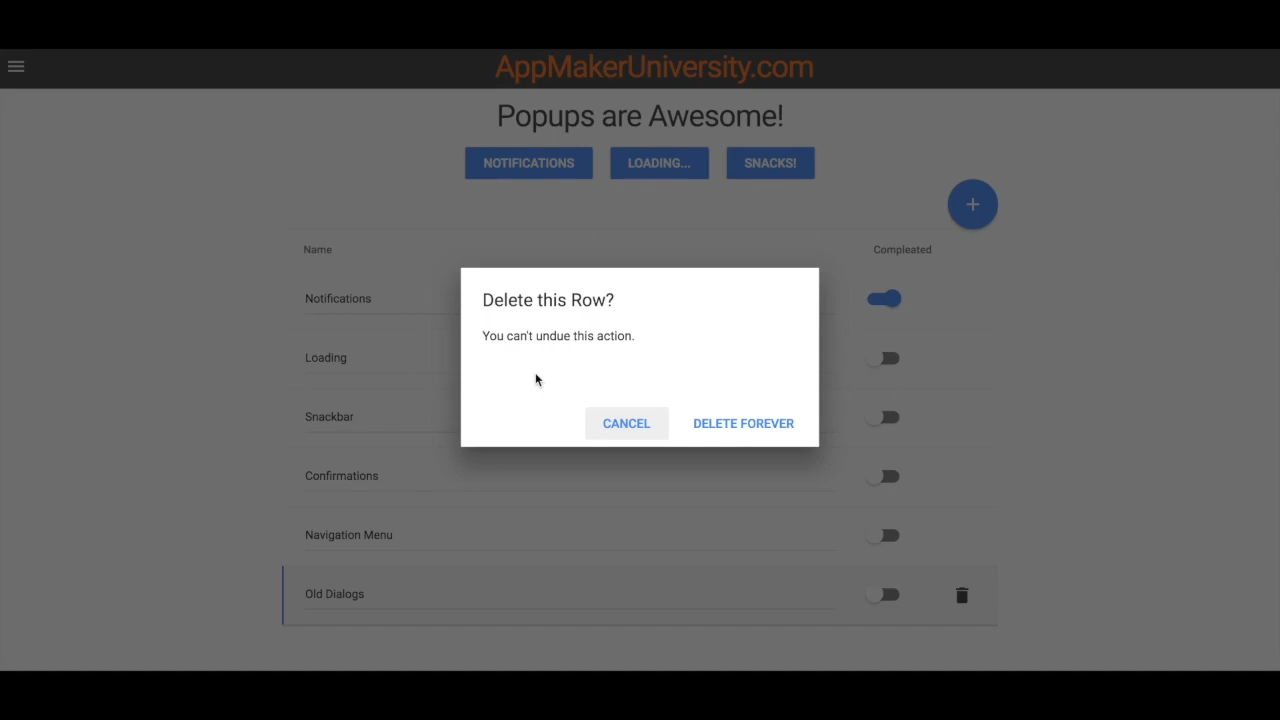 AppMakerUniversity.com
Popups are Awesome!
NOTIFICATIONS
LOADING...
SNACKS!
+
Name
Compleated
Notifications
Delete this Row?
You can't undue this action.
Loading
Snackbar
CANCEL
DELETE FOREVER
Confirmations
Navigation Menu
Old Dialogs